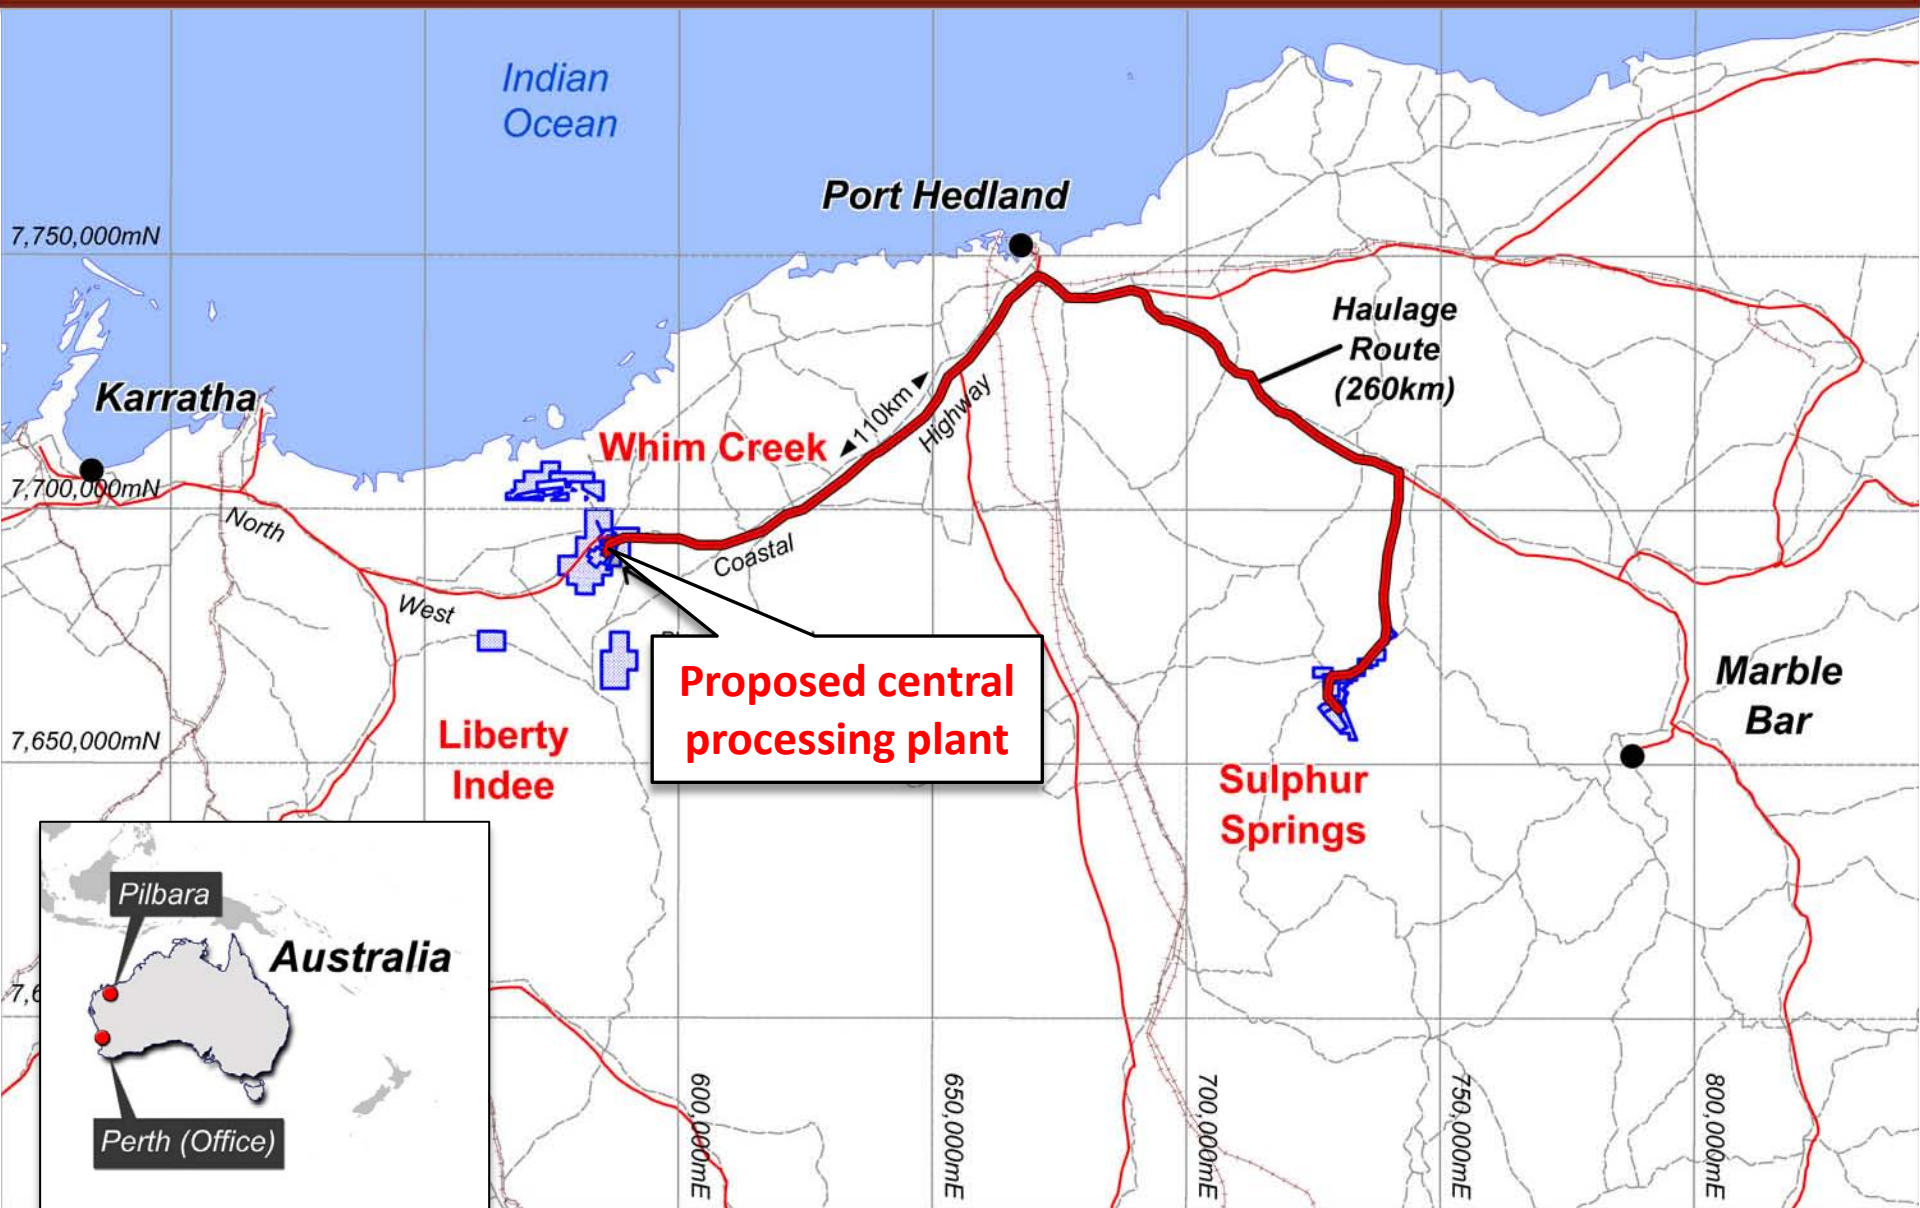 Indian
Ocean
Port Hedland
7,750,000mN
Haulage
Route
(260km)
Karratha
110km
Highway
Whim Creek
7,700,000mN
North
Coastal
West
Proposed central
processing plant
Marble
Bar
Liberty
Indee
7,650,000mN
Sulphur
Springs
Pilbara
Australia
7,6
Perth (Office)
600,000mE
650,000mE
700,000mE
750,000mE
800,000mE